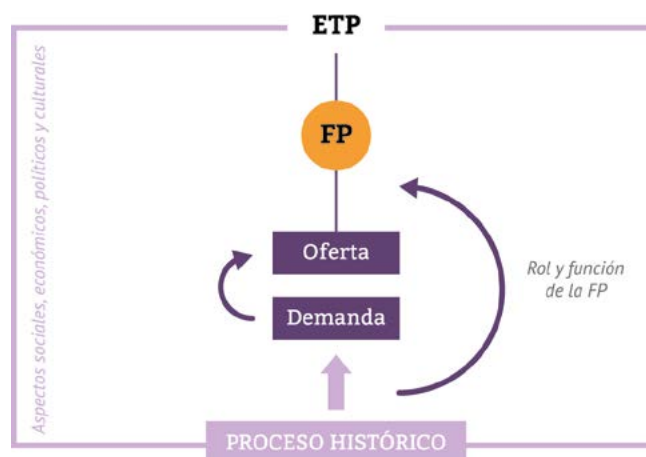 ETP
Aspectos sociales, económicos, políticos y culturales
FP
Oferta
Demanda
Rol y función
de la FP
PROCESO HISTÓRICO